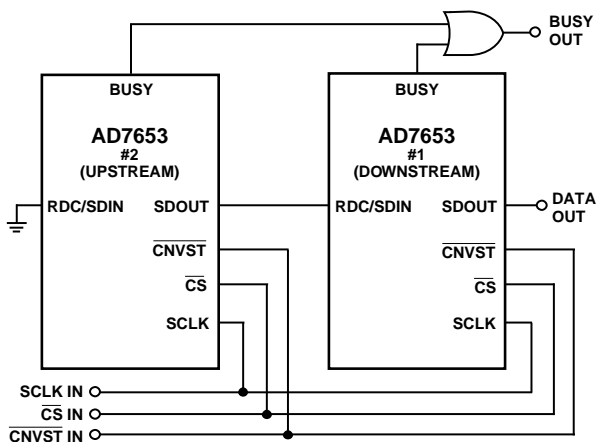 BUSY
OUT
BUSY
BUSY
AD7653
#2
(UPSTREAM)
AD7653
#1
(DOWNSTREAM)
RDC/SDIN
SDOUT
RDC/SDIN
SDOUT
DATA
OUT
CNVST
CNVST
CS
CS
SCLK
SCLK
SCLK IN
CS IN
CNVST IN